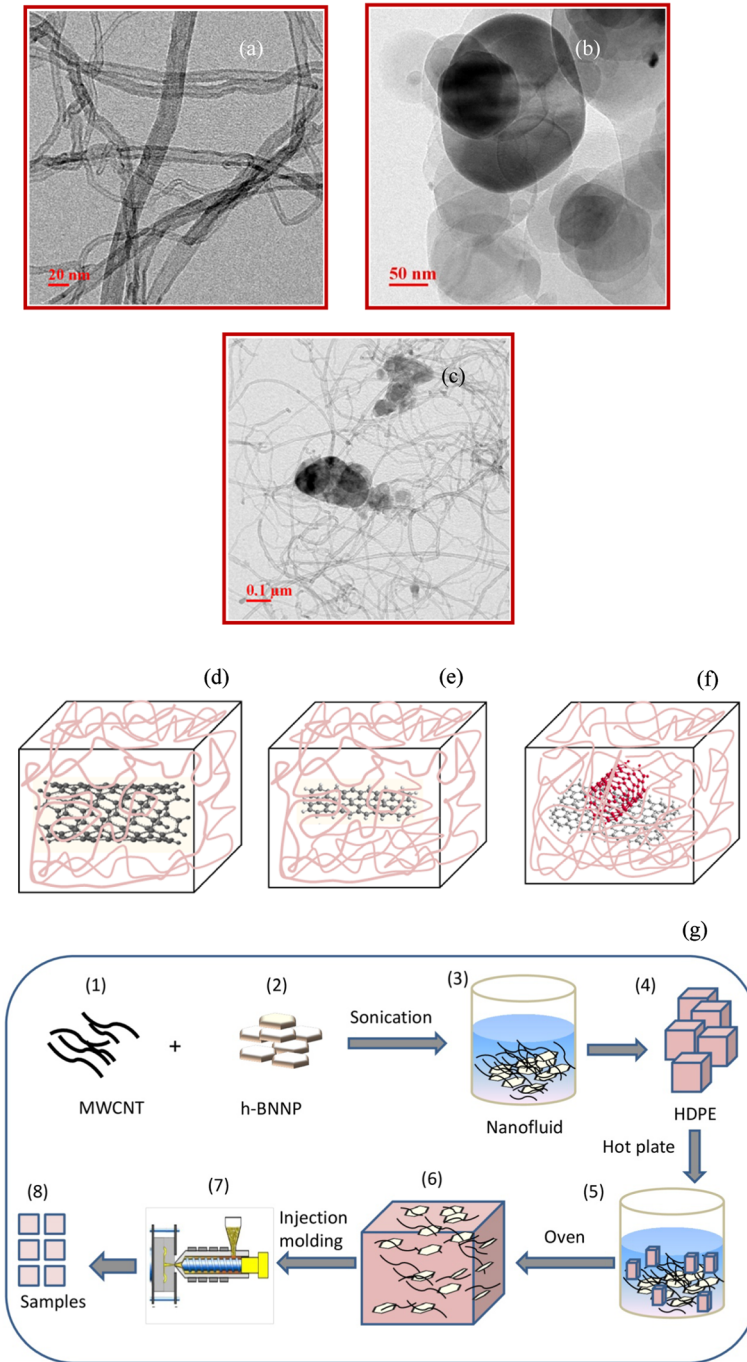 (a)
20 nm
(b)
50 nm
(c)
0.1 µm
(d)
(e)
(f)
(g)
(1)
MWCNT
+
(2)
h-BNNP
Sonication
(3)
Nanofluid
(4)
HDPE
Hot plate
(5)
Oven
(6)
Injection
molding
(7)
(8)
Samples